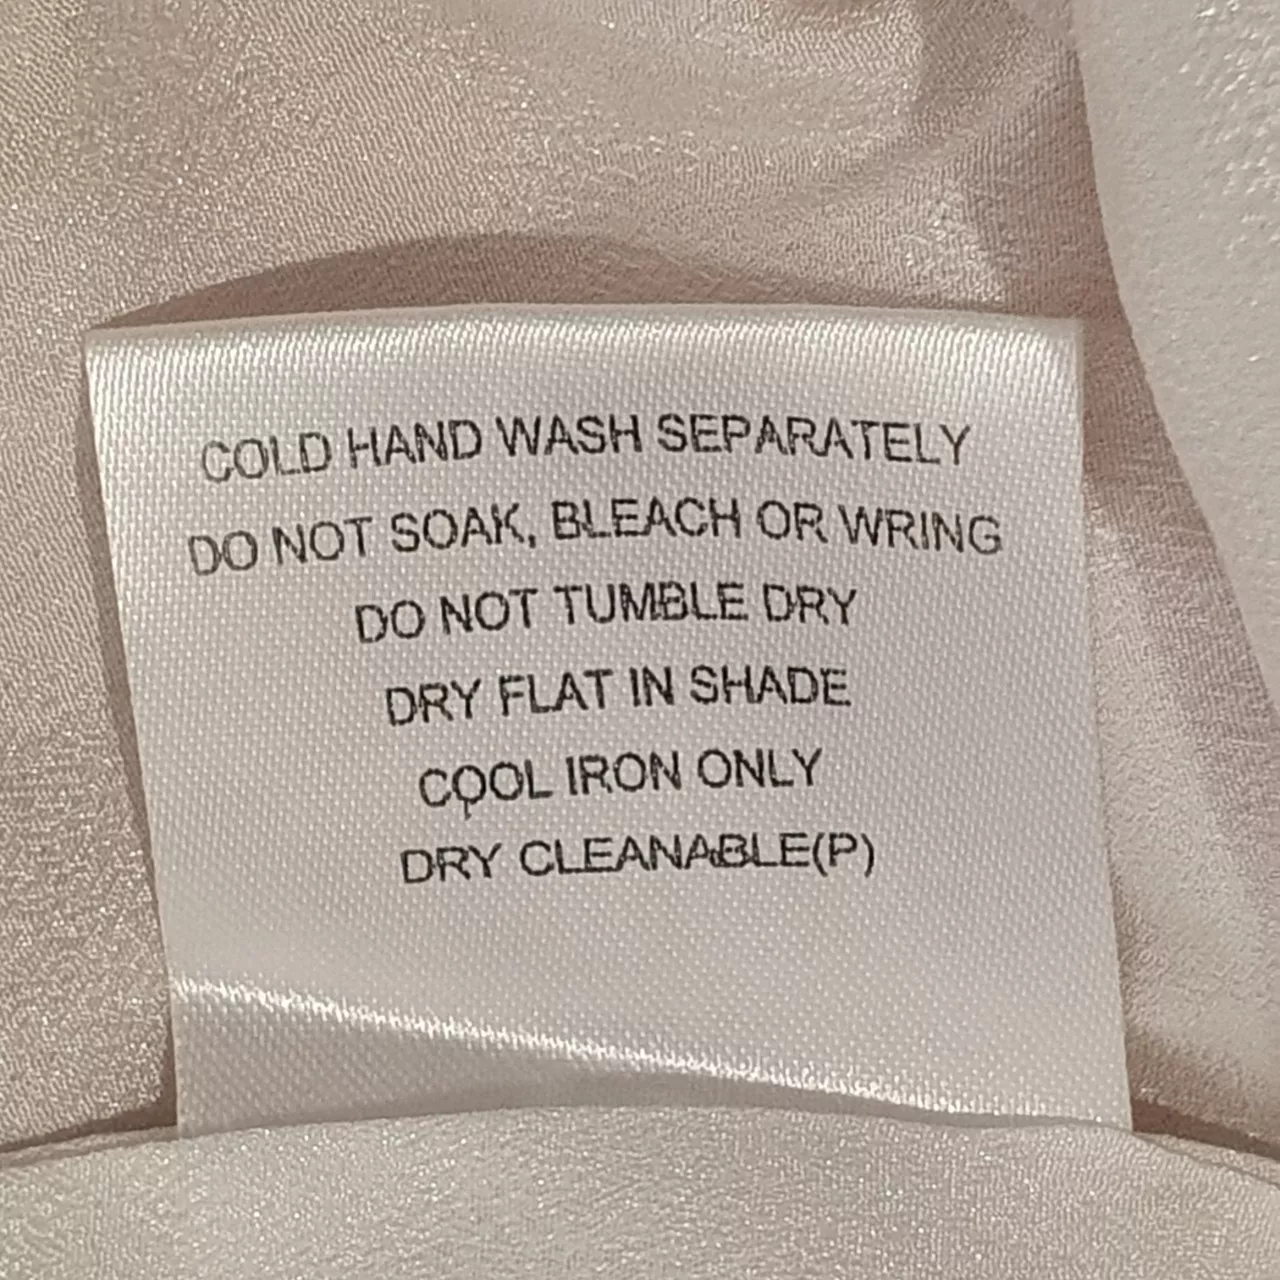 COLD HAND WASH SEPARATELY
DO NOT SOAK, BLEACH OR WRING
DO NOT TUMBLE DRY
DRY FLAT IN SHADE
COOL IRON ONLY
DRY CLEANABLE(P)